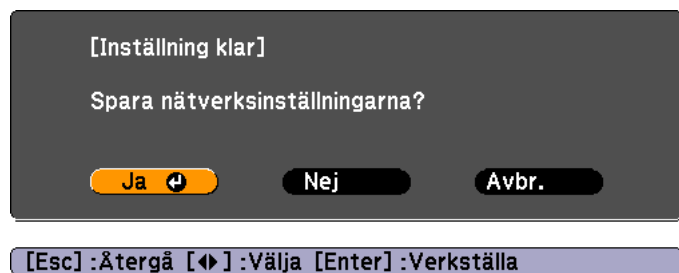 [Inställning klar]
Spara nätverksinställningarna?
Ja Nej Avbr.
[Esc] :Återgå [◆] :Välja [Enter] :Verkställa